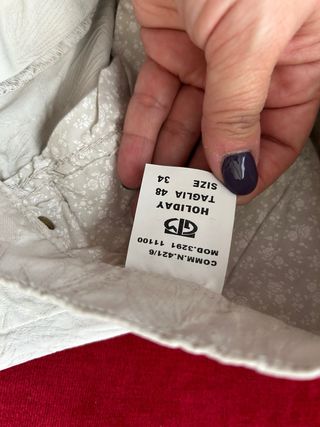 COMM.N.421/6
MOD.3291 11100
HOLIDAY
TAGLIA 48
SIZE 34